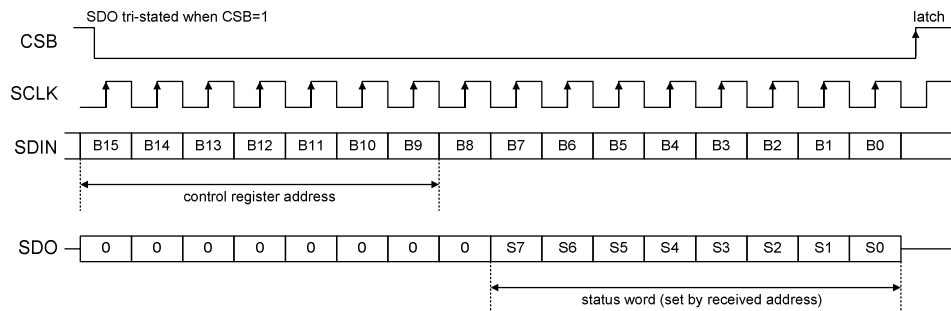 SDO tri-stated when CSB=1
latch
CSB
SCLK
SDIN B15 B14 B13 B12 B11 B10 B9 B8 B7 B6 B5 B4 B3 B2 B1 B0
control register address
SDO 0 0 0 0 0 0 0 0 S7 S6 S5 S4 S3 S2 S1 S0
status word (set by received address)